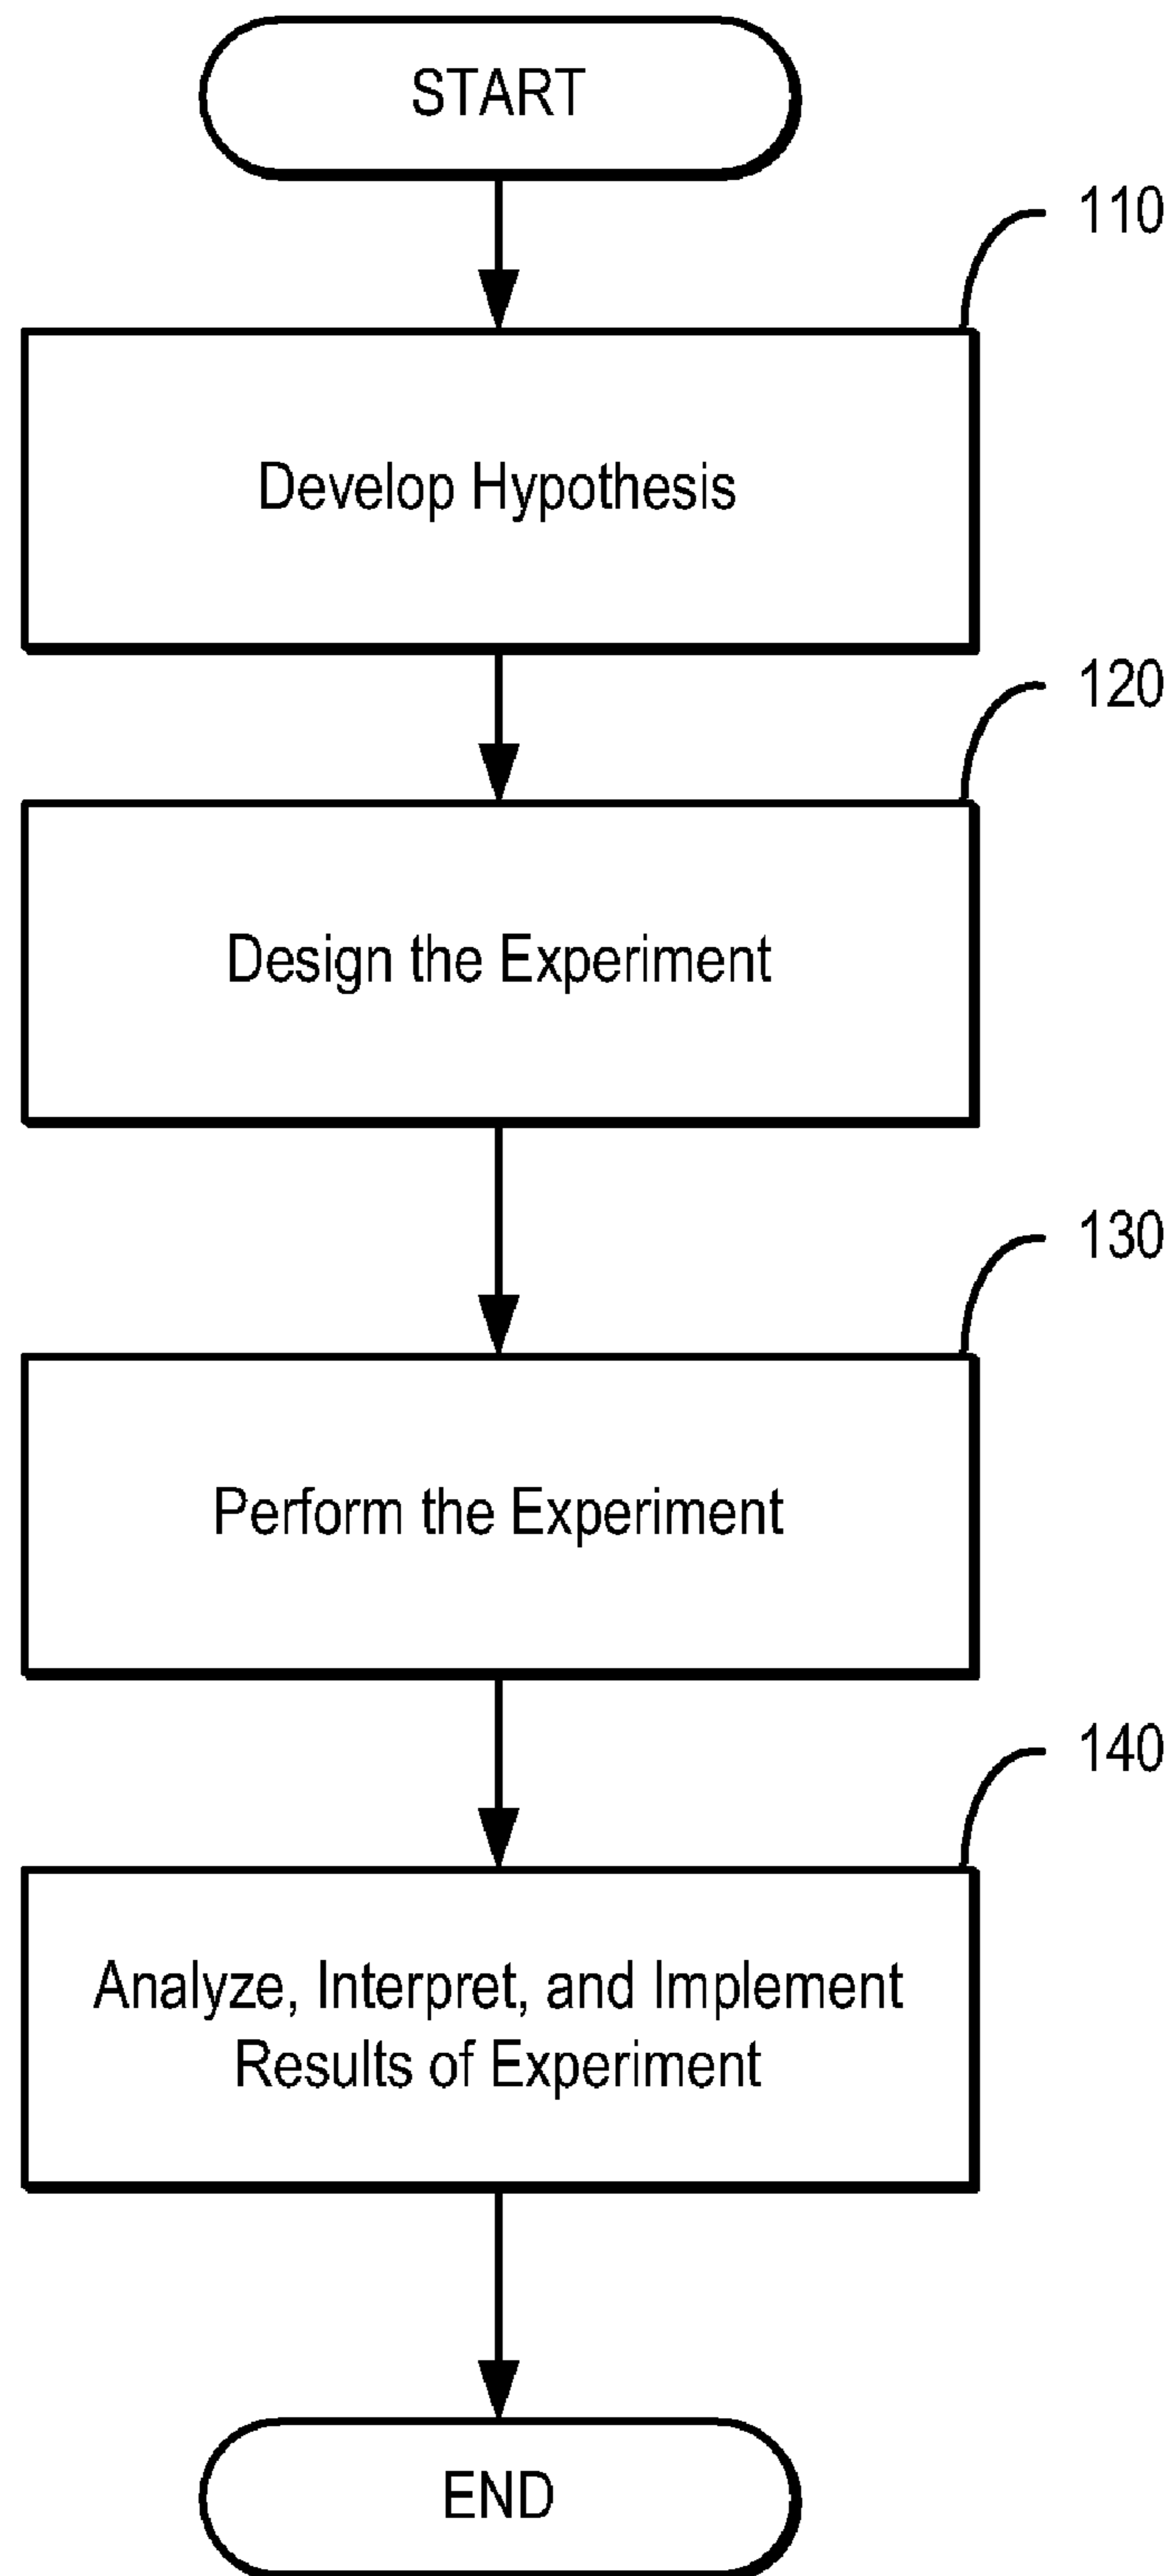 START
110
Develop Hypothesis
120
Design the Experiment
130
Perform the Experiment
140
Analyze, Interpret, and Implement
Results of Experiment
END